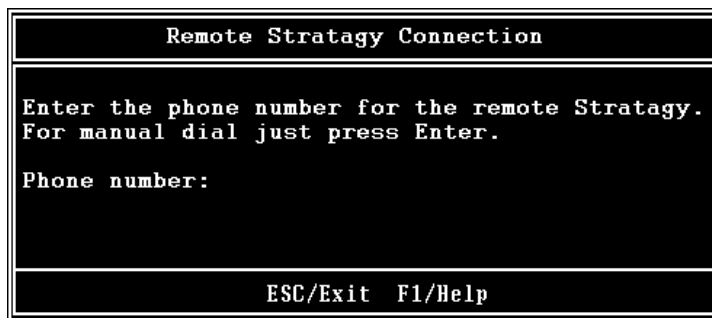 Remote Stratagy Connection
Enter the phone number for the remote Stratagy.
For manual dial just press Enter.
Phone number:
ESC/Exit F1/Help